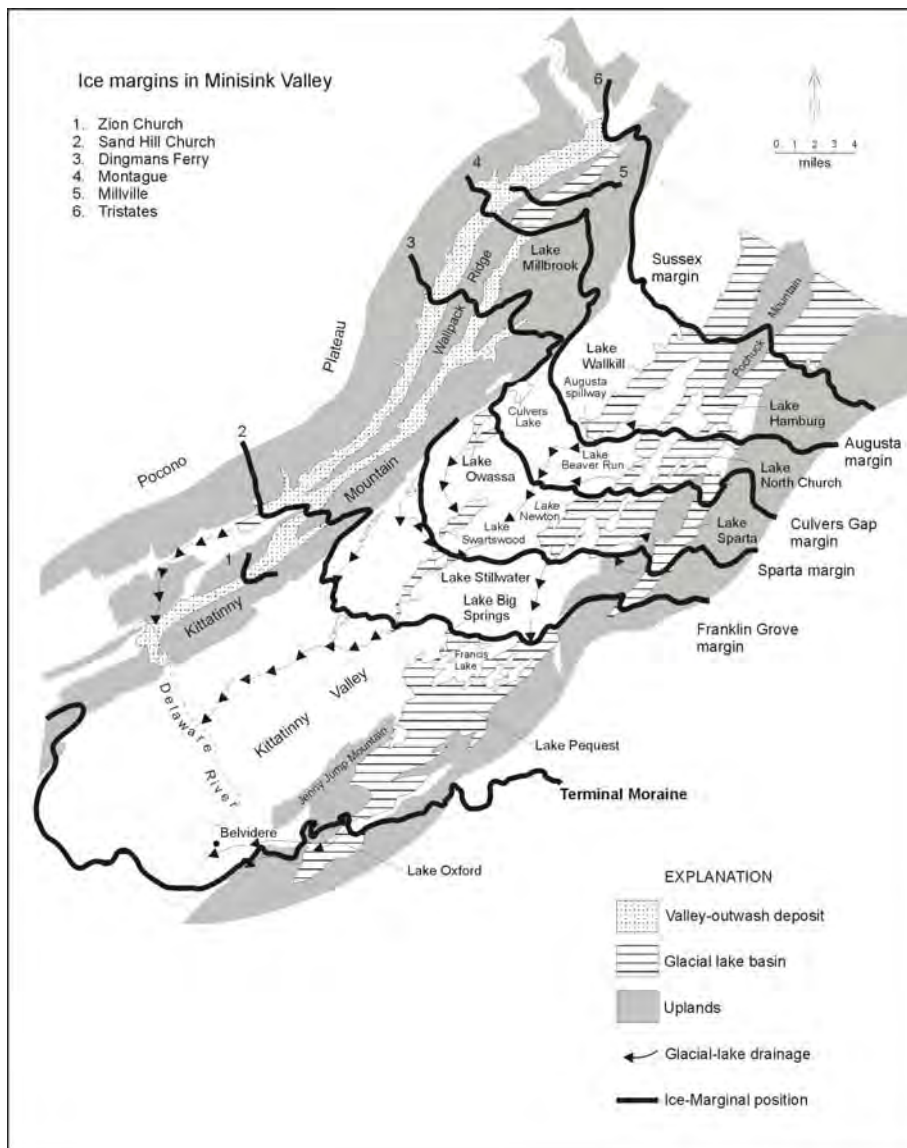 Ice margins in Minisink Valley
1. Zion Church
2. Sand Hill Church
3. Dingmans Ferry
4. Montague
5. Millville
6. Tristates
6
0 1 2 3 4
miles
4
5
3
Lake
Millbrook
Ridge
Wallpack
Sussex
margin
Mountain
Pochuck
Plateau
Lake
Wallkill
Augusta
spillway
Culvers
Lake
Lake
Hamburg
2
Augusta
margin
Lake
Beaver Run
Lake
Owassa
Lake
North Church
Pocono
Mountain
Lake
Newton
Lake
Swartswood
Lake
Sparta
Culvers Gap
margin
1
Sparta margin
Lake Stillwater
Lake Big
Springs
Kittatinny
Franklin Grove
margin
Francis
Lake
Kittatinny Valley
Delaware River
Jenny Jump Mountain
Lake Pequest
Terminal Moraine
Belvidere
Lake Oxford
EXPLANATION
Valley-outwash deposit
Glacial lake basin
Uplands
Glacial-lake drainage
Ice-Marginal position